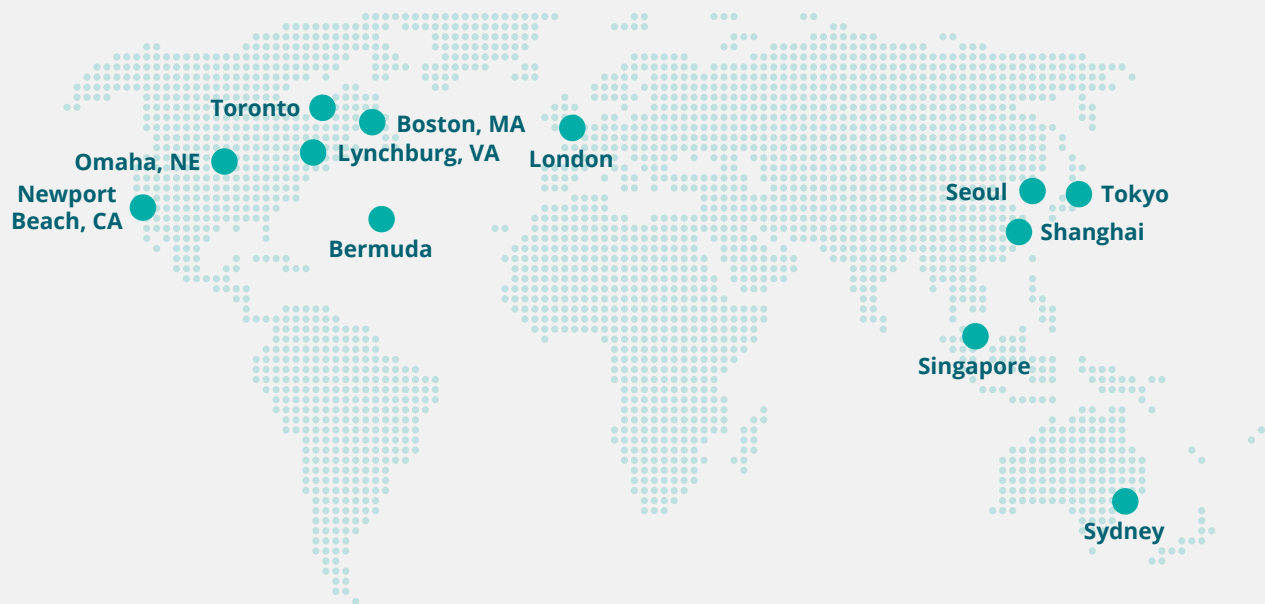 Toronto
Boston, MA
Lynchburg, VA
Omaha, NE
Newport
Beach, CA
Bermuda
London
Seoul
Tokyo
Shanghai
Singapore
Sydney